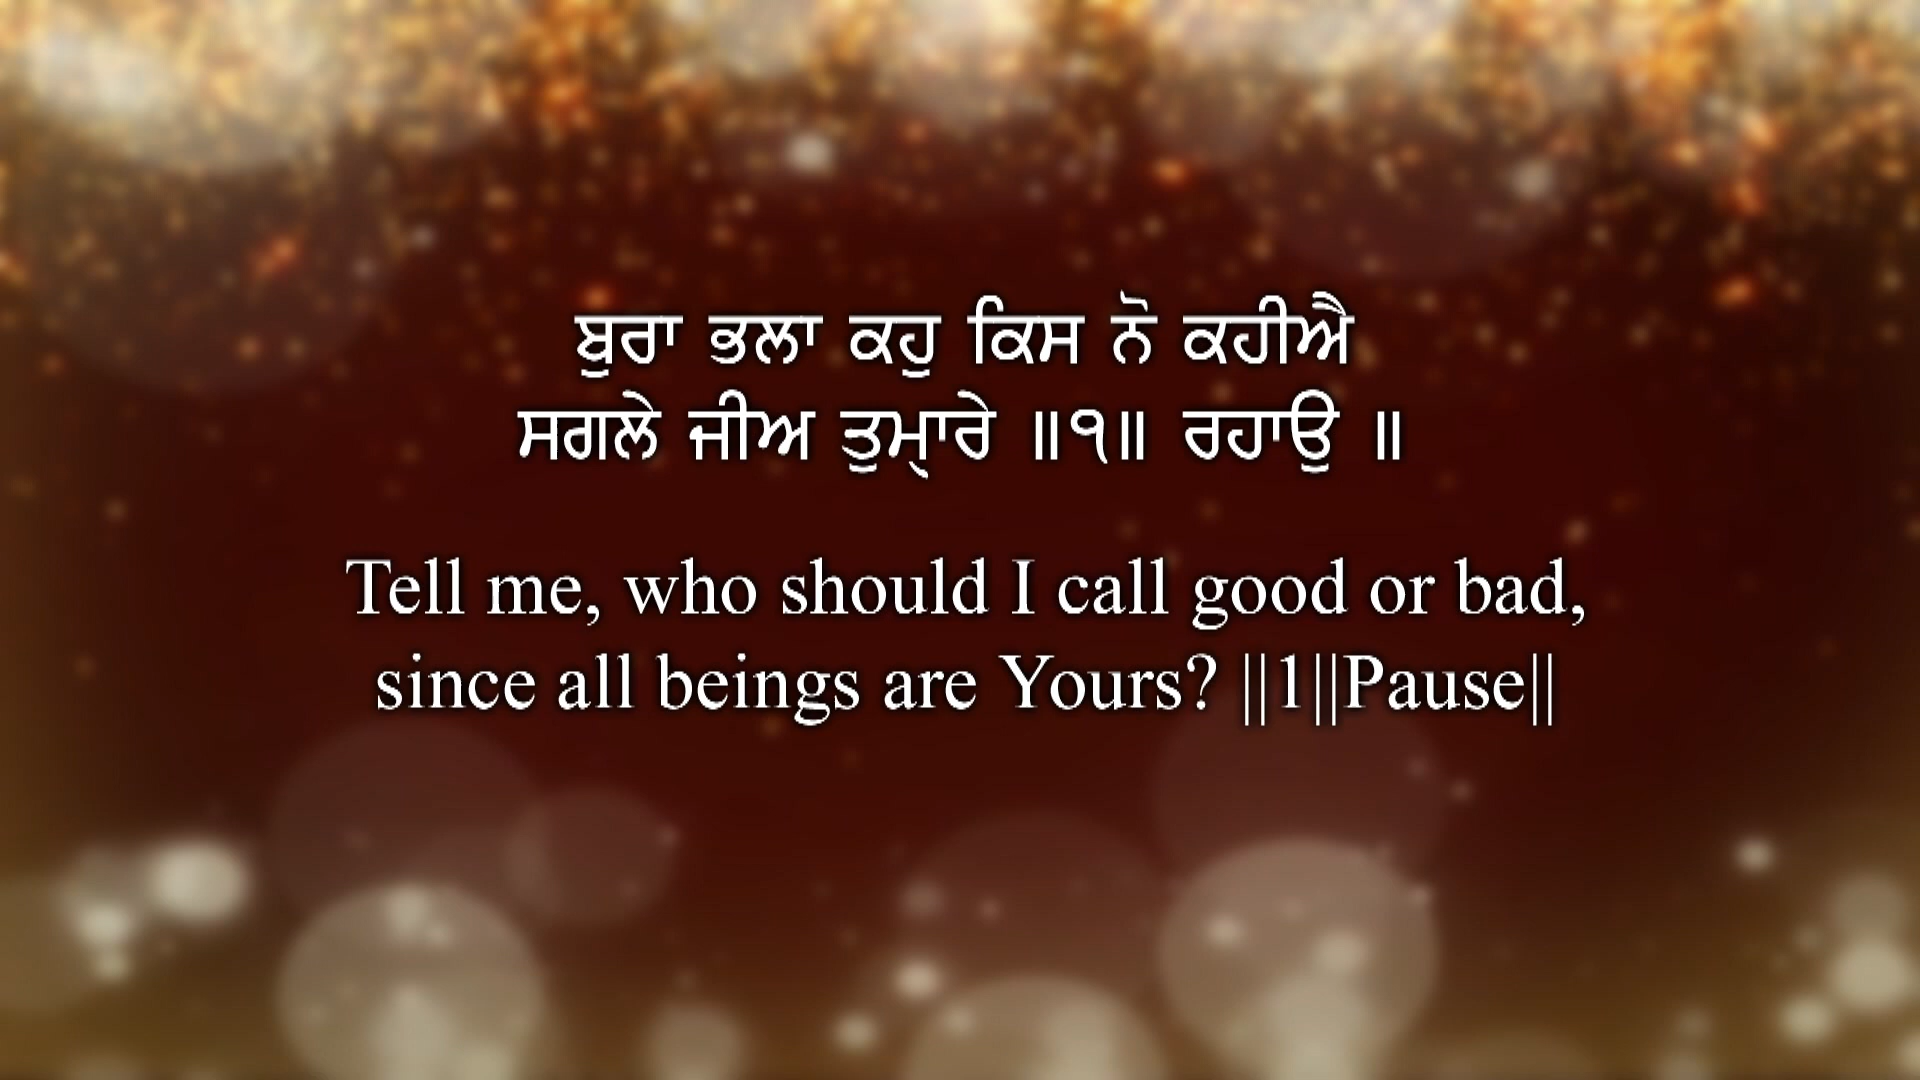 ਬੁਰਾ ਭਲਾ ਕਹੁ ਕਿਸ ਨੋ ਕਹੀਐ
ਸਗਲੇ ਜੀਅ ਤੁਮ੍ਹਾਰੇ ॥੧॥ ਰਹਾਉ ॥
Tell me, who should I call good or bad,
since all beings are Yours? ||1||Pause||